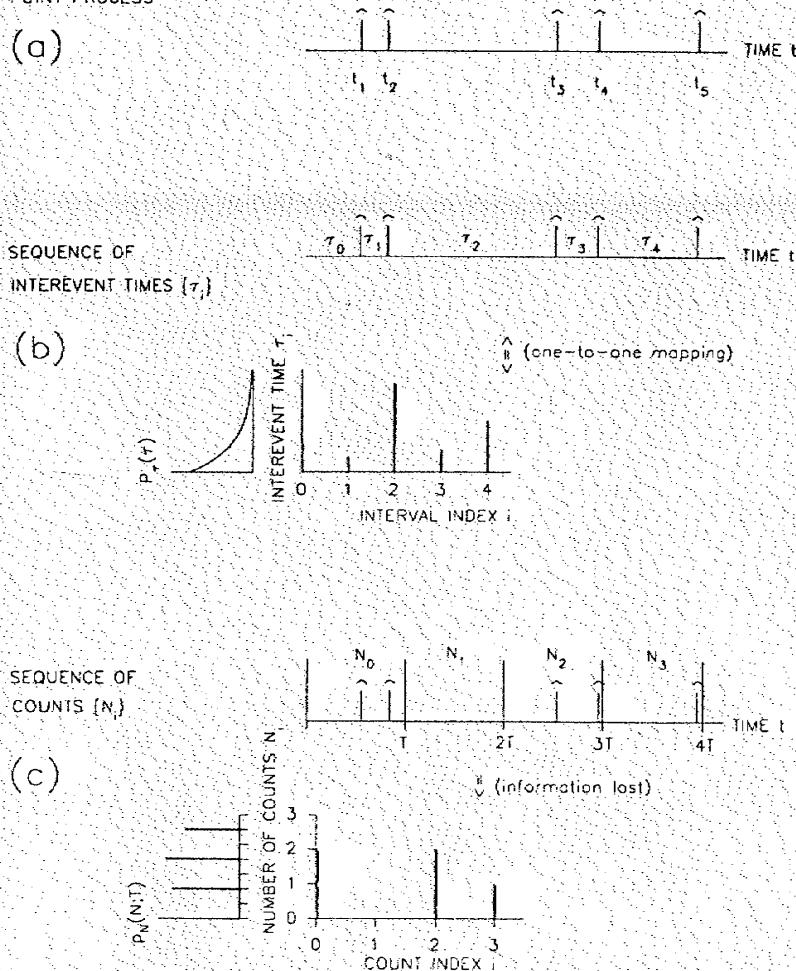 POINT PROCESS
(a)
TIME t
t₁ t₂ t₃ t₄ t₅
τ₀ τ₁ τ₂ τ₃ τ₄
SEQUENCE OF
INTEREVENT TIMES {τᵢ}
TIME t
(b)
(one-to-one mapping)
P_τ(τ)
INTEREVENT TIME τᵢ
0 1 2 3 4
INTERVAL INDEX i
SEQUENCE OF
COUNTS {Nᵢ}
N₀ N₁ N₂ N₃
T 2T 3T 4T
TIME t
(c)
(information lost)
P_N(N;T)
NUMBER OF COUNTS Nᵢ
3
2
1
0
0 1 2 3
COUNT INDEX i